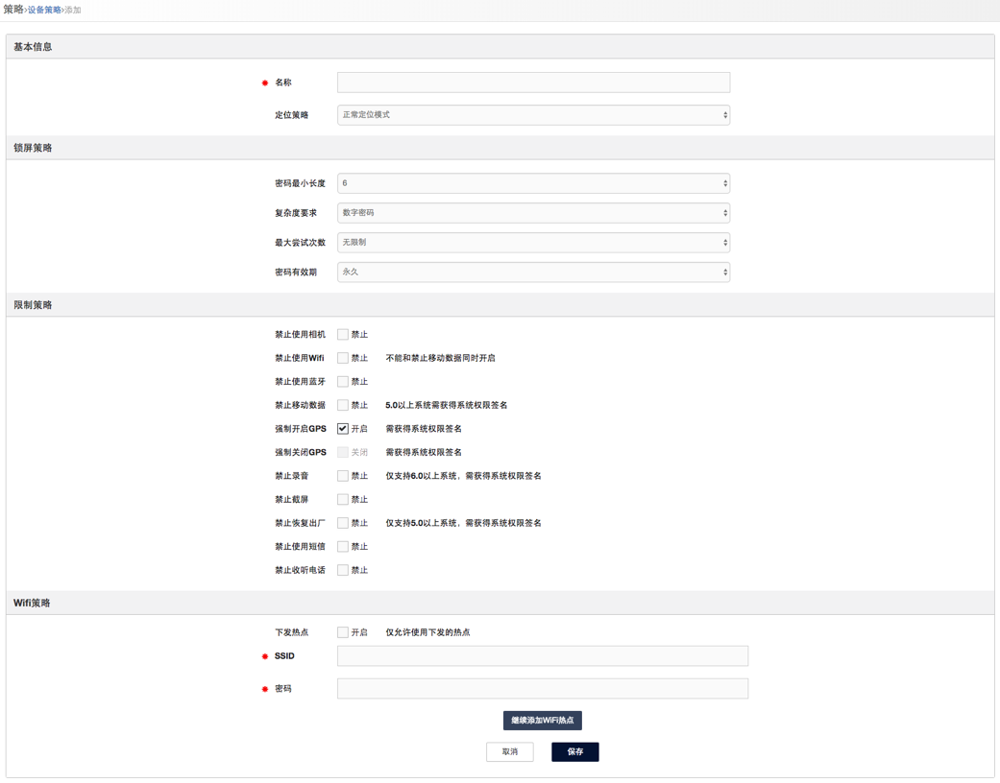 策略›设备策略›添加
基本信息
名称
定位策略 正常定位模式
锁屏策略
密码最小长度 6
复杂度要求 数字密码
最大尝试次数 无限制
密码有效期 永久
限制策略
禁止使用相机 禁止
禁止使用Wifi 禁止 不能和禁止移动数据同时开启
禁止使用蓝牙 禁止
禁止移动数据 禁止 5.0以上系统需获得系统权限签名
强制开启GPS 开启 需获得系统权限签名
强制关闭GPS 关闭 需获得系统权限签名
禁止录音 禁止 仅支持6.0以上系统，需获得系统权限签名
禁止截屏 禁止
禁止恢复出厂 禁止 仅支持5.0以上系统，需获得系统权限签名
禁止使用短信 禁止
禁止收听电话 禁止
Wifi策略
下发热点 开启 仅允许使用下发的热点
SSID
密码
继续添加WiFi热点
取消 保存